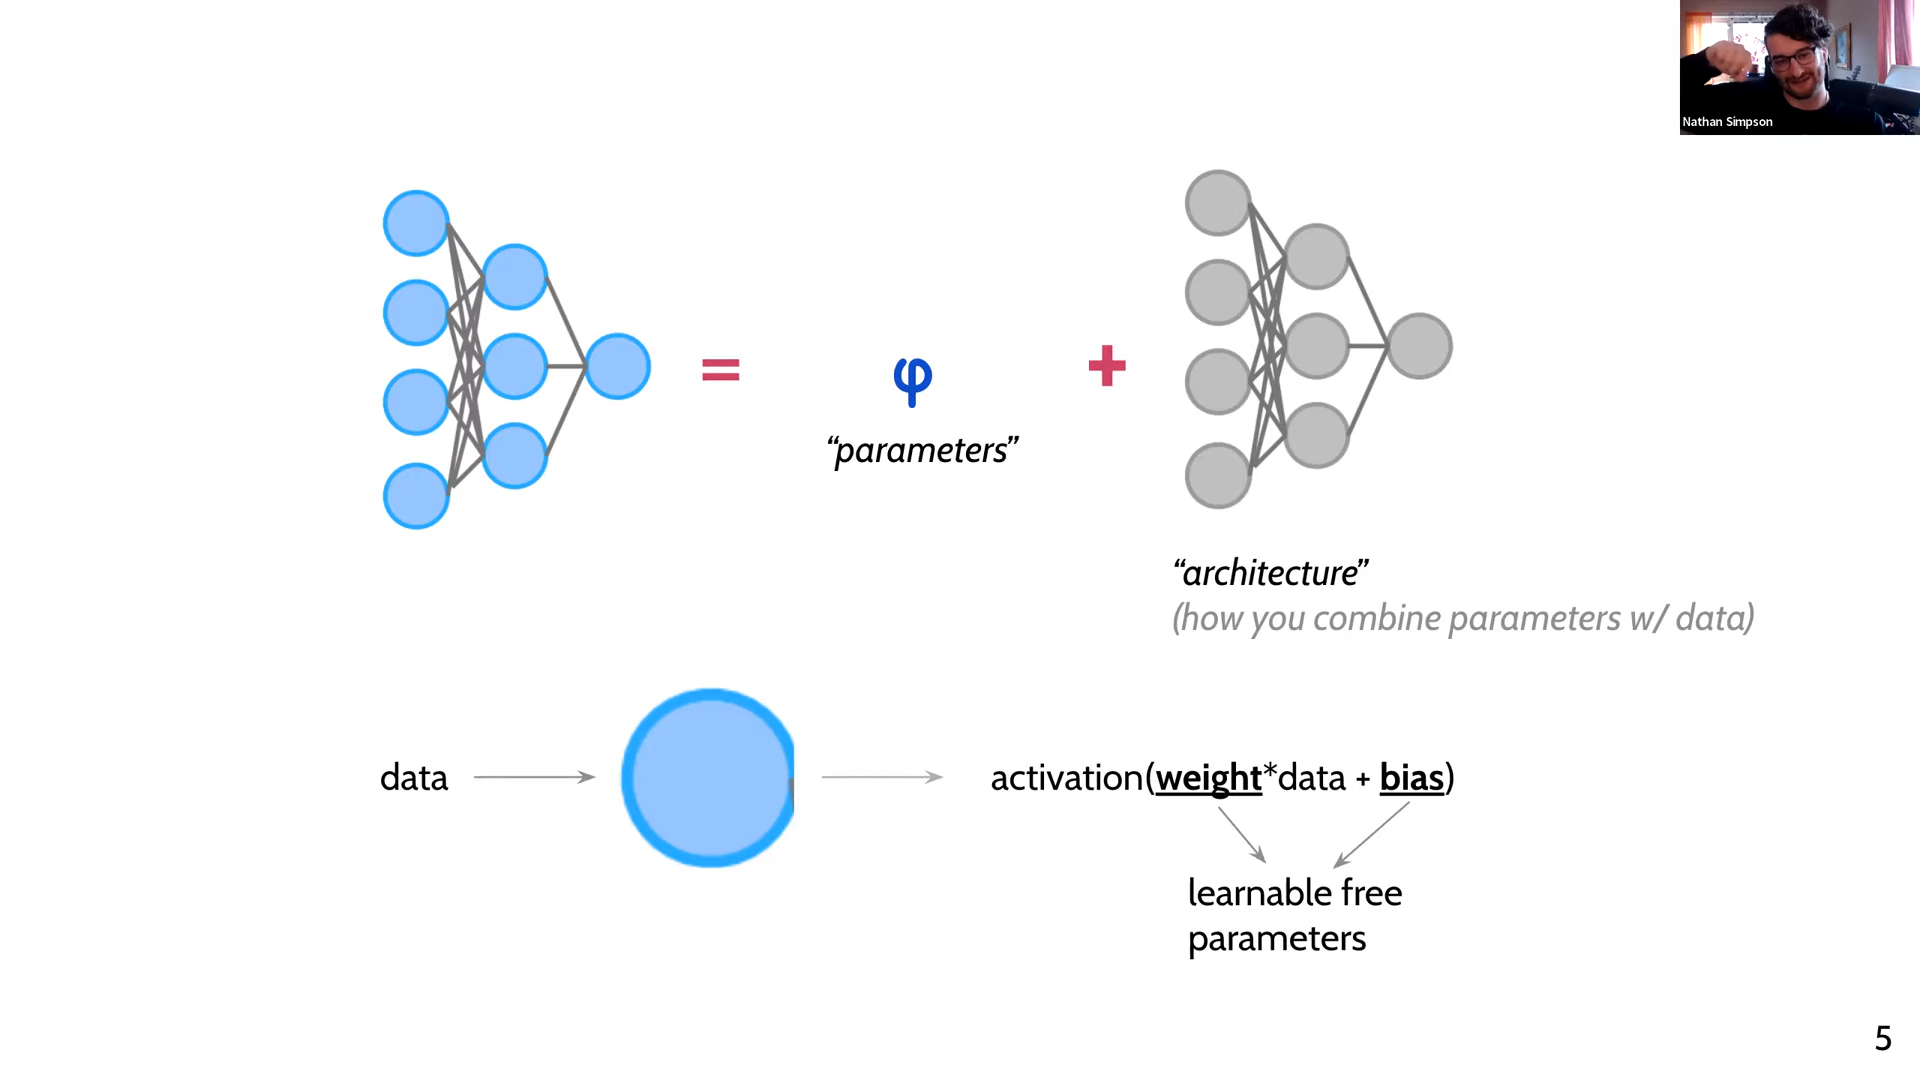 Nathan Simpson
=
φ
+
“parameters”
“architecture”
(how you combine parameters w/ data)
data
activation(weight*data + bias)
learnable free
parameters
5